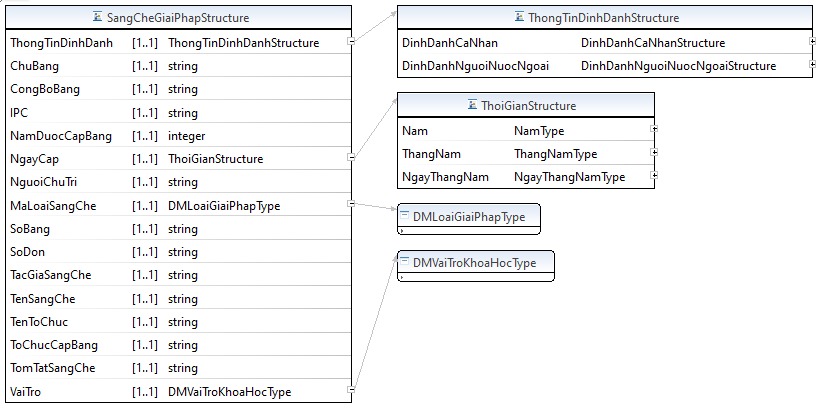 SangCheGiaiPhapStructure
ThongTinDinhDanh [1..1] ThongTinDinhDanhStructure
ChuBang [1..1] string
CongBoBang [1..1] string
IPC [1..1] string
NamDuocCapBang [1..1] integer
NgayCap [1..1] ThoiGianStructure
NguoiChuTri [1..1] string
MaLoaiSangChe [1..1] DMLoaiGiaiPhapType
SoBang [1..1] string
SoDon [1..1] string
TacGiaSangChe [1..1] string
TenSangChe [1..1] string
TenToChuc [1..1] string
ToChucCapBang [1..1] string
TomTatSangChe [1..1] string
VaiTro [1..1] DMVaiTroKhoaHocType
ThongTinDinhDanhStructure
DinhDanhCaNhan DinhDanhCaNhanStructure
DinhDanhNguoiNuocNgoai DinhDanhNguoiNuocNgoaiStructure
ThoiGianStructure
Nam NamType
ThangNam ThangNamType
NgayThangNam NgayThangNamType
DMLoaiGiaiPhapType
DMVaiTroKhoaHocType